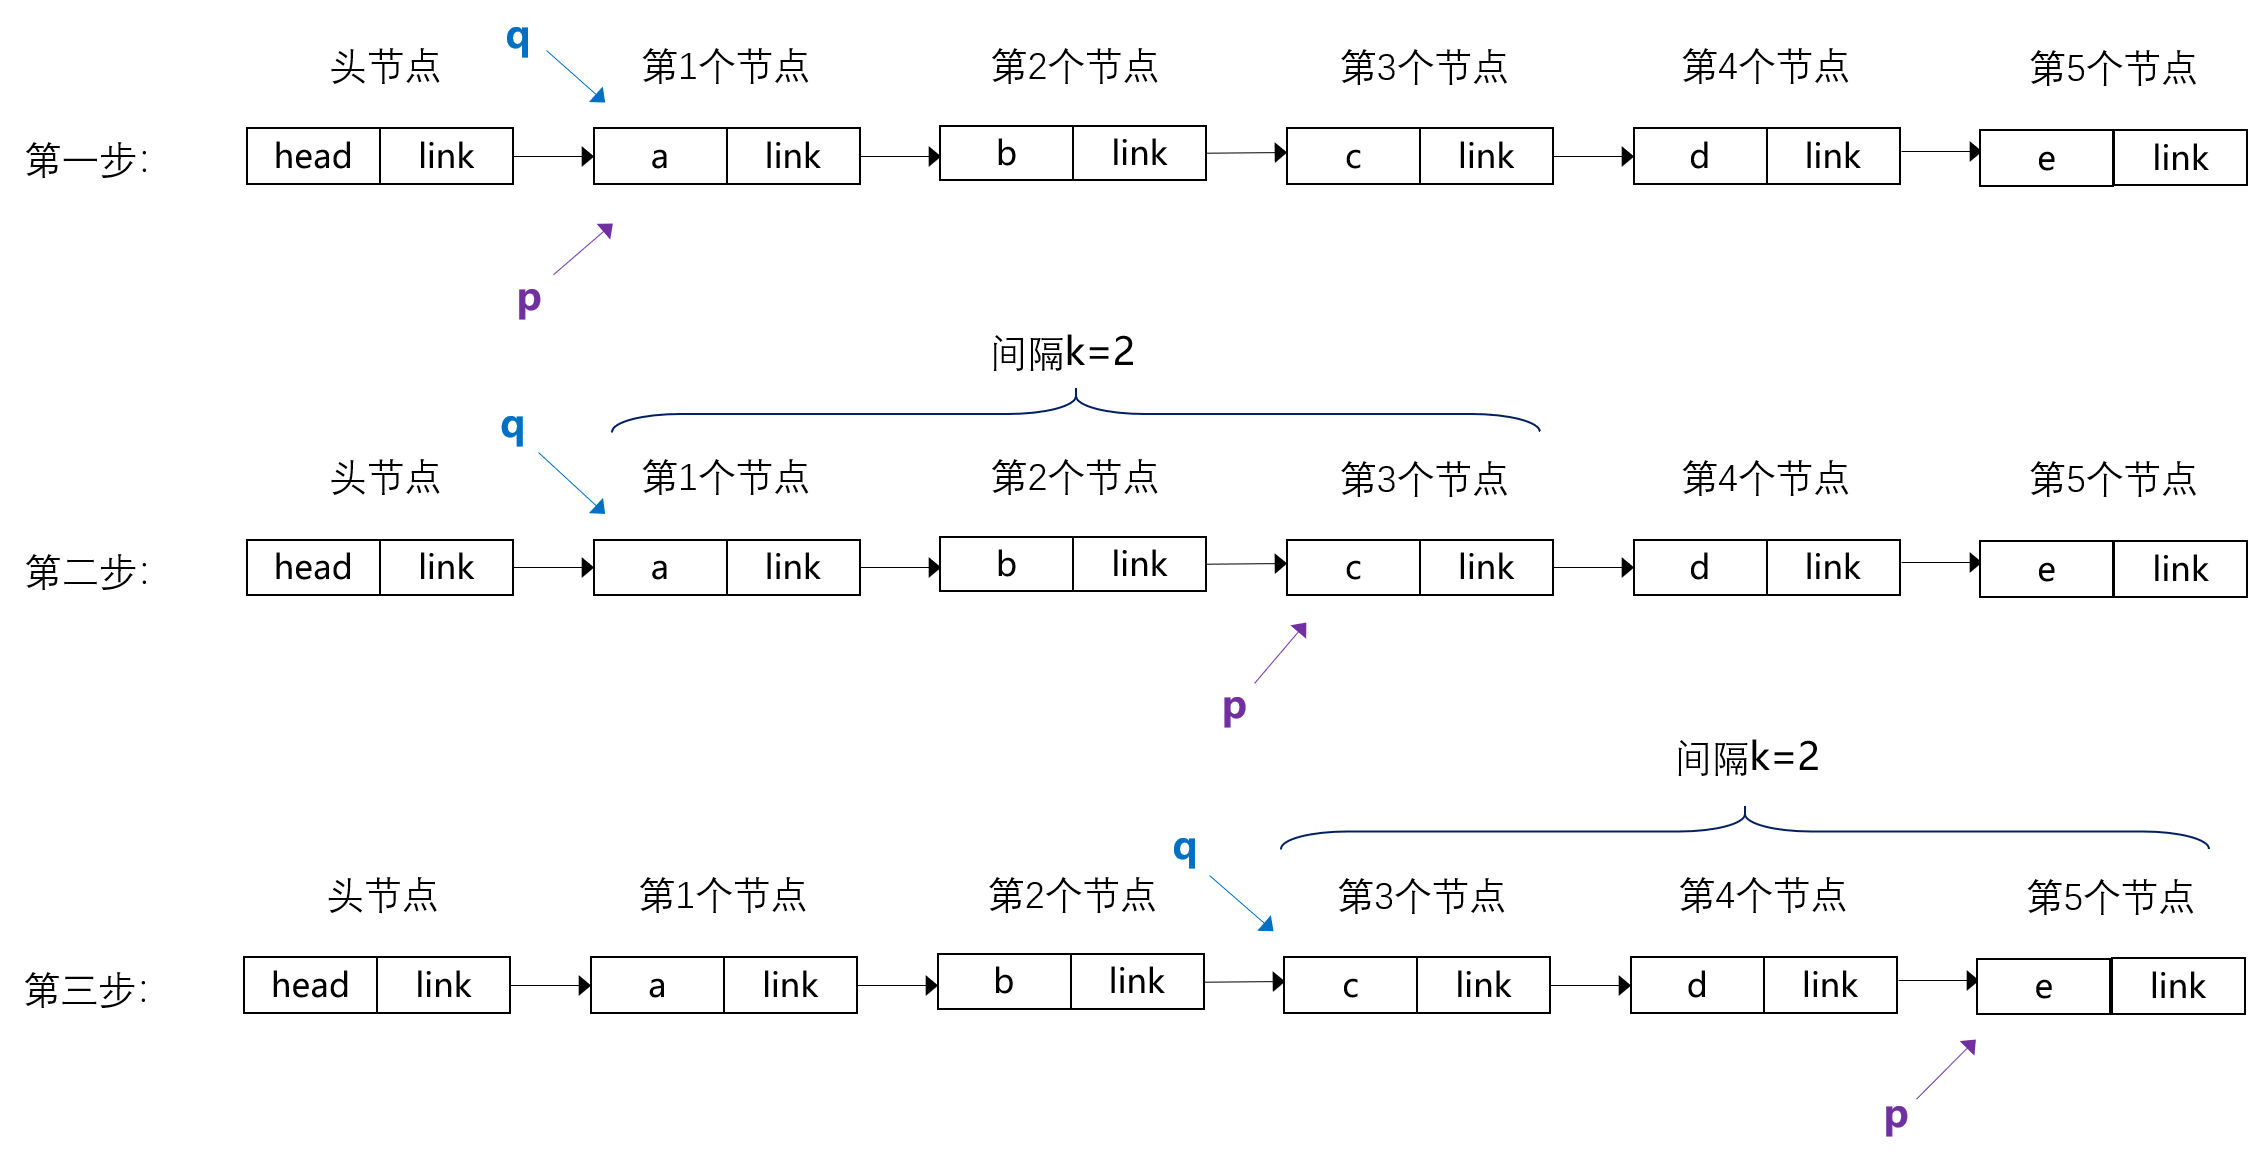 q
头节点 第1个节点 第2个节点 第3个节点 第4个节点 第5个节点
第一步: head link a link b link c link d link e link
p
间隔k=2
q
头节点 第1个节点 第2个节点 第3个节点 第4个节点 第5个节点
第二步: head link a link b link c link d link e link
p
间隔k=2
q
头节点 第1个节点 第2个节点 第3个节点 第4个节点 第5个节点
第三步: head link a link b link c link d link e link
p